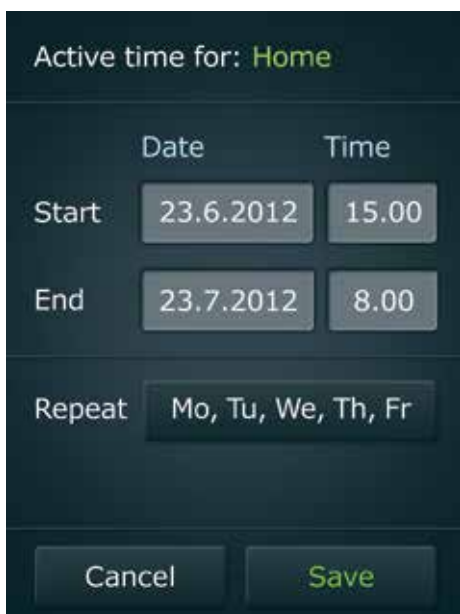 Active time for: Home
Date Time
Start 23.6.2012 15.00
End 23.7.2012 8.00
Repeat Mo, Tu, We, Th, Fr
Cancel Save